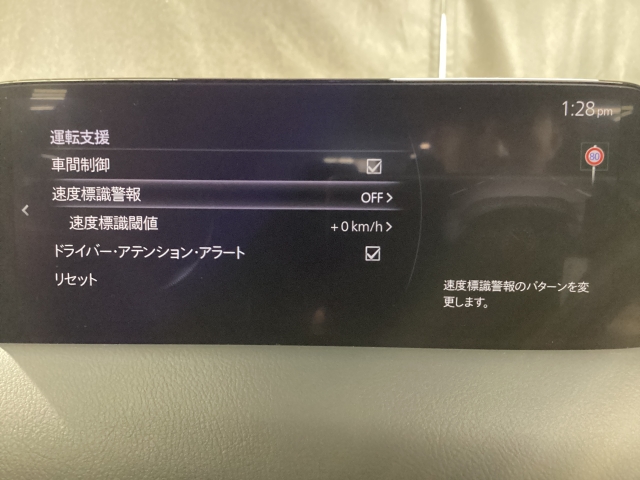 1:28pm
運転支援
車間制御
80
速度標識警報 OFF
速度標識閾値 +0 km/h
ドライバー・アテンション・アラート
リセット
速度標識警報のパターンを変
更します。